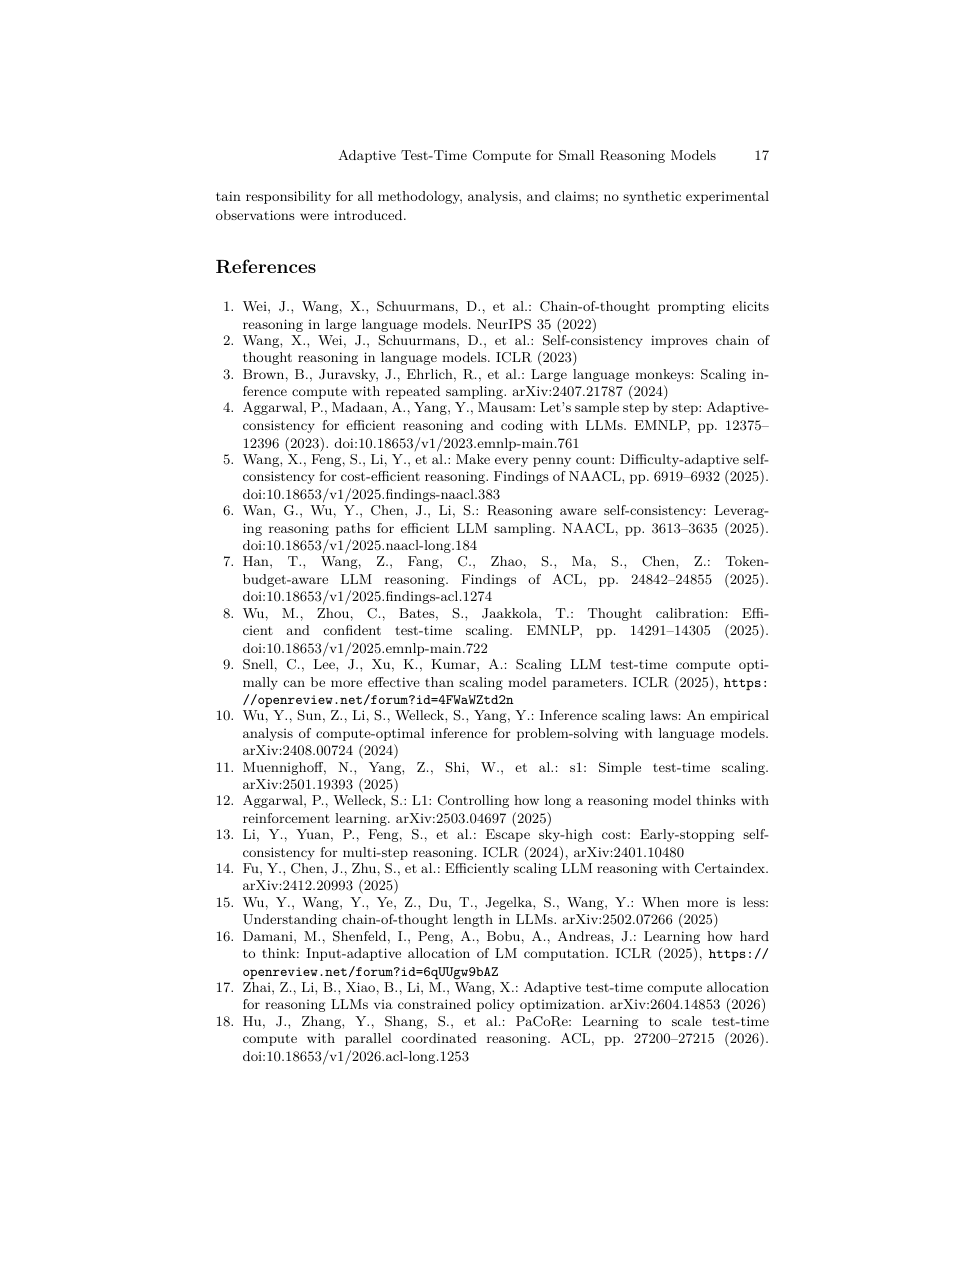 Adaptive Test-Time Compute for Small Reasoning Models 17
tain responsibility for all methodology, analysis, and claims; no synthetic experimental
observations were introduced.
References
1. Wei, J., Wang, X., Schuurmans, D., et al.: Chain-of-thought prompting elicits
reasoning in large language models. NeurIPS 35 (2022)
2. Wang, X., Wei, J., Schuurmans, D., et al.: Self-consistency improves chain of
thought reasoning in language models. ICLR (2023)
3. Brown, B., Juravsky, J., Ehrlich, R., et al.: Large language monkeys: Scaling in-
ference compute with repeated sampling. arXiv:2407.21787 (2024)
4. Aggarwal, P., Madaan, A., Yang, Y., Mausam: Let's sample step by step: Adaptive-
consistency for efficient reasoning and coding with LLMs. EMNLP, pp. 12375–
12396 (2023). doi:10.18653/v1/2023.emnlp-main.761
5. Wang, X., Feng, S., Li, Y., et al.: Make every penny count: Difficulty-adaptive self-
consistency for cost-efficient reasoning. Findings of NAACL, pp. 6919–6932 (2025).
doi:10.18653/v1/2025.findings-naacl.383
6. Wan, G., Wu, Y., Chen, J., Li, S.: Reasoning aware self-consistency: Leverag-
ing reasoning paths for efficient LLM sampling. NAACL, pp. 3613–3635 (2025).
doi:10.18653/v1/2025.naacl-long.184
7. Han, T., Wang, Z., Fang, C., Zhao, S., Ma, S., Chen, Z.: Token-
budget-aware LLM reasoning. Findings of ACL, pp. 24842–24855 (2025).
doi:10.18653/v1/2025.findings-acl.1274
8. Wu, M., Zhou, C., Bates, S., Jaakkola, T.: Thought calibration: Effi-
cient and confident test-time scaling. EMNLP, pp. 14291–14305 (2025).
doi:10.18653/v1/2025.emnlp-main.722
9. Snell, C., Lee, J., Xu, K., Kumar, A.: Scaling LLM test-time compute opti-
mally can be more effective than scaling model parameters. ICLR (2025), https:
//openreview.net/forum?id=4FWaWZtd2n
10. Wu, Y., Sun, Z., Li, S., Welleck, S., Yang, Y.: Inference scaling laws: An empirical
analysis of compute-optimal inference for problem-solving with language models.
arXiv:2408.00724 (2024)
11. Muennighoff, N., Yang, Z., Shi, W., et al.: s1: Simple test-time scaling.
arXiv:2501.19393 (2025)
12. Aggarwal, P., Welleck, S.: L1: Controlling how long a reasoning model thinks with
reinforcement learning. arXiv:2503.04697 (2025)
13. Li, Y., Yuan, P., Feng, S., et al.: Escape sky-high cost: Early-stopping self-
consistency for multi-step reasoning. ICLR (2024), arXiv:2401.10480
14. Fu, Y., Chen, J., Zhu, S., et al.: Efficiently scaling LLM reasoning with Certaindex.
arXiv:2412.20993 (2025)
15. Wu, Y., Wang, Y., Ye, Z., Du, T., Jegelka, S., Wang, Y.: When more is less:
Understanding chain-of-thought length in LLMs. arXiv:2502.07266 (2025)
16. Damani, M., Shenfeld, I., Peng, A., Bobu, A., Andreas, J.: Learning how hard
to think: Input-adaptive allocation of LM computation. ICLR (2025), https://
openreview.net/forum?id=6qUUgw9bAZ
17. Zhai, Z., Li, B., Xiao, B., Li, M., Wang, X.: Adaptive test-time compute allocation
for reasoning LLMs via constrained policy optimization. arXiv:2604.14853 (2026)
18. Hu, J., Zhang, Y., Shang, S., et al.: PaCoRe: Learning to scale test-time
compute with parallel coordinated reasoning. ACL, pp. 27200–27215 (2026).
doi:10.18653/v1/2026.acl-long.1253